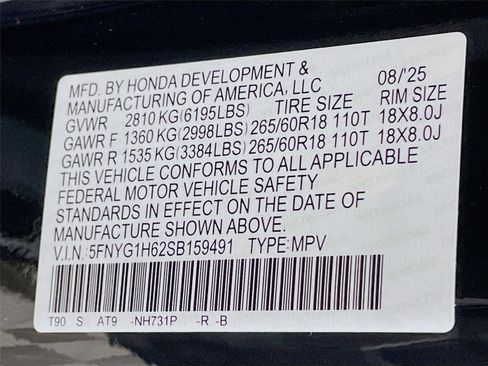 MFD. BY HONDA DEVELOPMENT & 08/'25
MANUFACTURING OF AMERICA, LLC
GVWR 2810 KG(6195LBS) TIRE SIZE RIM SIZE
GAWR F 1360 KG(2998LBS) 265/60R18 110T 18X8.0J
GAWR R 1535 KG(3384LBS) 265/60R18 110T 18X8.0J
THIS VEHICLE CONFORMS TO ALL APPLICABLE
FEDERAL MOTOR VEHICLE SAFETY
STANDARDS IN EFFECT ON THE DATE OF
MANUFACTURE SHOWN ABOVE.
V.I.N.: 5FNYG1H62SB159491 TYPE: MPV
T90 S AT9 -NH731P -R -B